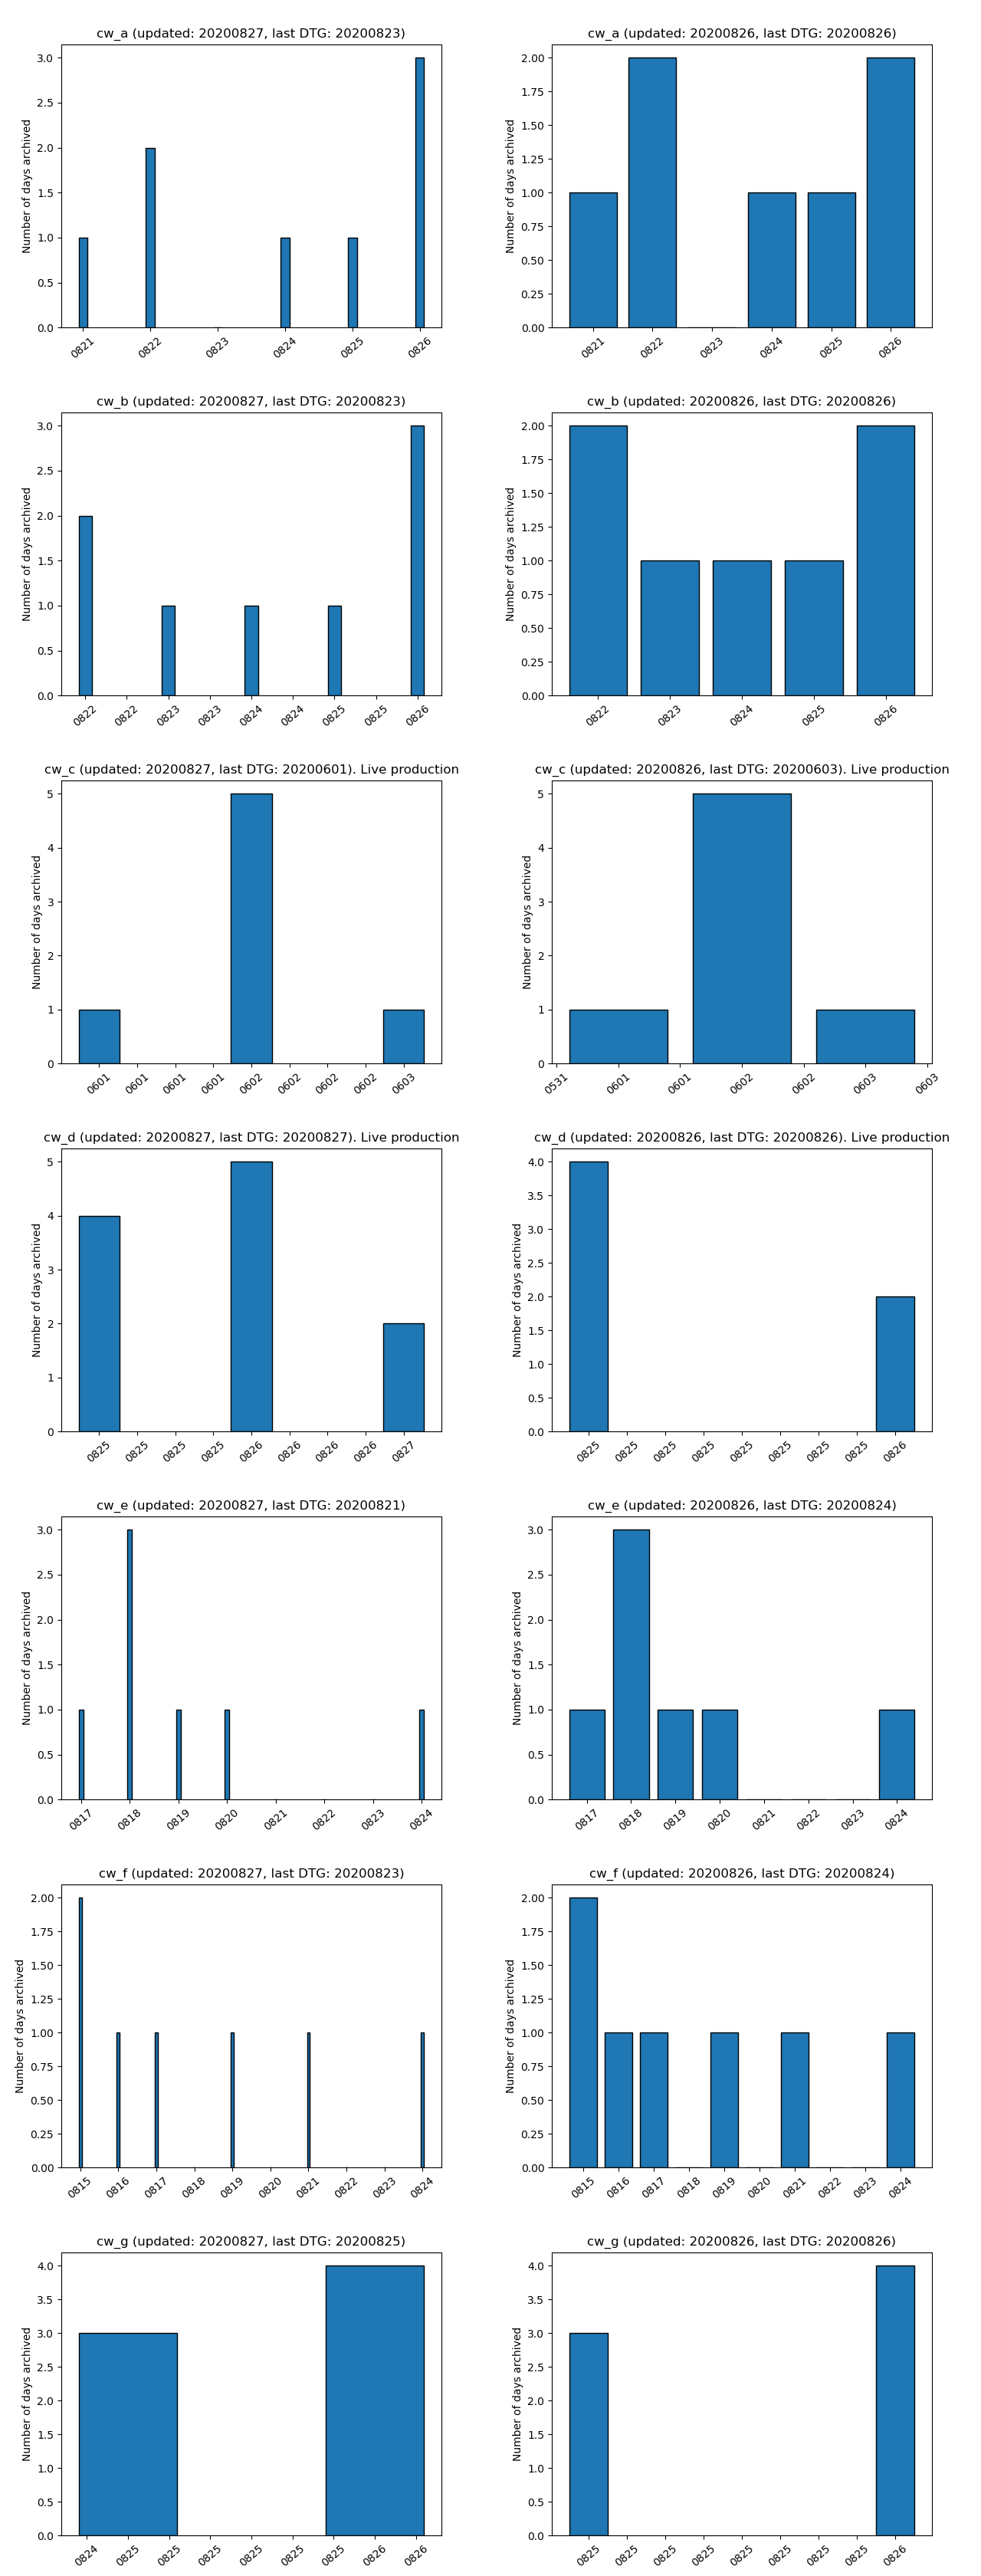 cw_a (updated: 20200827, last DTG: 20200823)
Number of days archived
3.0
2.5
2.0
1.5
1.0
0.5
0.0
0821 0822 0823 0824 0825 0826
cw_a (updated: 20200826, last DTG: 20200826)
Number of days archived
2.00
1.75
1.50
1.25
1.00
0.75
0.50
0.25
0.00
0821 0822 0823 0824 0825 0826
cw_b (updated: 20200827, last DTG: 20200823)
Number of days archived
3.0
2.5
2.0
1.5
1.0
0.5
0.0
0822 0822 0823 0823 0824 0824 0825 0825 0826
cw_b (updated: 20200826, last DTG: 20200826)
Number of days archived
2.00
1.75
1.50
1.25
1.00
0.75
0.50
0.25
0.00
0822 0823 0824 0825 0826
cw_c (updated: 20200827, last DTG: 20200601). Live production
Number of days archived
5
4
3
2
1
0
0601 0601 0601 0601 0602 0602 0602 0602 0603
cw_c (updated: 20200826, last DTG: 20200603). Live production
Number of days archived
5
4
3
2
1
0
0531 0601 0601 0602 0602 0603 0603
cw_d (updated: 20200827, last DTG: 20200827). Live production
Number of days archived
5
4
3
2
1
0
0825 0825 0825 0825 0826 0826 0826 0826 0827
cw_d (updated: 20200826, last DTG: 20200826). Live production
Number of days archived
4.0
3.5
3.0
2.5
2.0
1.5
1.0
0.5
0.0
0825 0825 0825 0825 0825 0825 0825 0825 0826
cw_e (updated: 20200827, last DTG: 20200821)
Number of days archived
3.0
2.5
2.0
1.5
1.0
0.5
0.0
0817 0818 0819 0820 0821 0822 0823 0824
cw_e (updated: 20200826, last DTG: 20200824)
Number of days archived
3.0
2.5
2.0
1.5
1.0
0.5
0.0
0817 0818 0819 0820 0821 0822 0823 0824
cw_f (updated: 20200827, last DTG: 20200823)
Number of days archived
2.00
1.75
1.50
1.25
1.00
0.75
0.50
0.25
0.00
0815 0816 0817 0818 0819 0820 0821 0822 0823 0824
cw_f (updated: 20200826, last DTG: 20200824)
Number of days archived
2.00
1.75
1.50
1.25
1.00
0.75
0.50
0.25
0.00
0815 0816 0817 0818 0819 0820 0821 0822 0823 0824
cw_g (updated: 20200827, last DTG: 20200825)
Number of days archived
4.0
3.5
3.0
2.5
2.0
1.5
1.0
0.5
0.0
0824 0825 0825 0825 0825 0825 0825 0826 0826
cw_g (updated: 20200826, last DTG: 20200826)
Number of days archived
4.0
3.5
3.0
2.5
2.0
1.5
1.0
0.5
0.0
0825 0825 0825 0825 0825 0825 0825 0825 0826